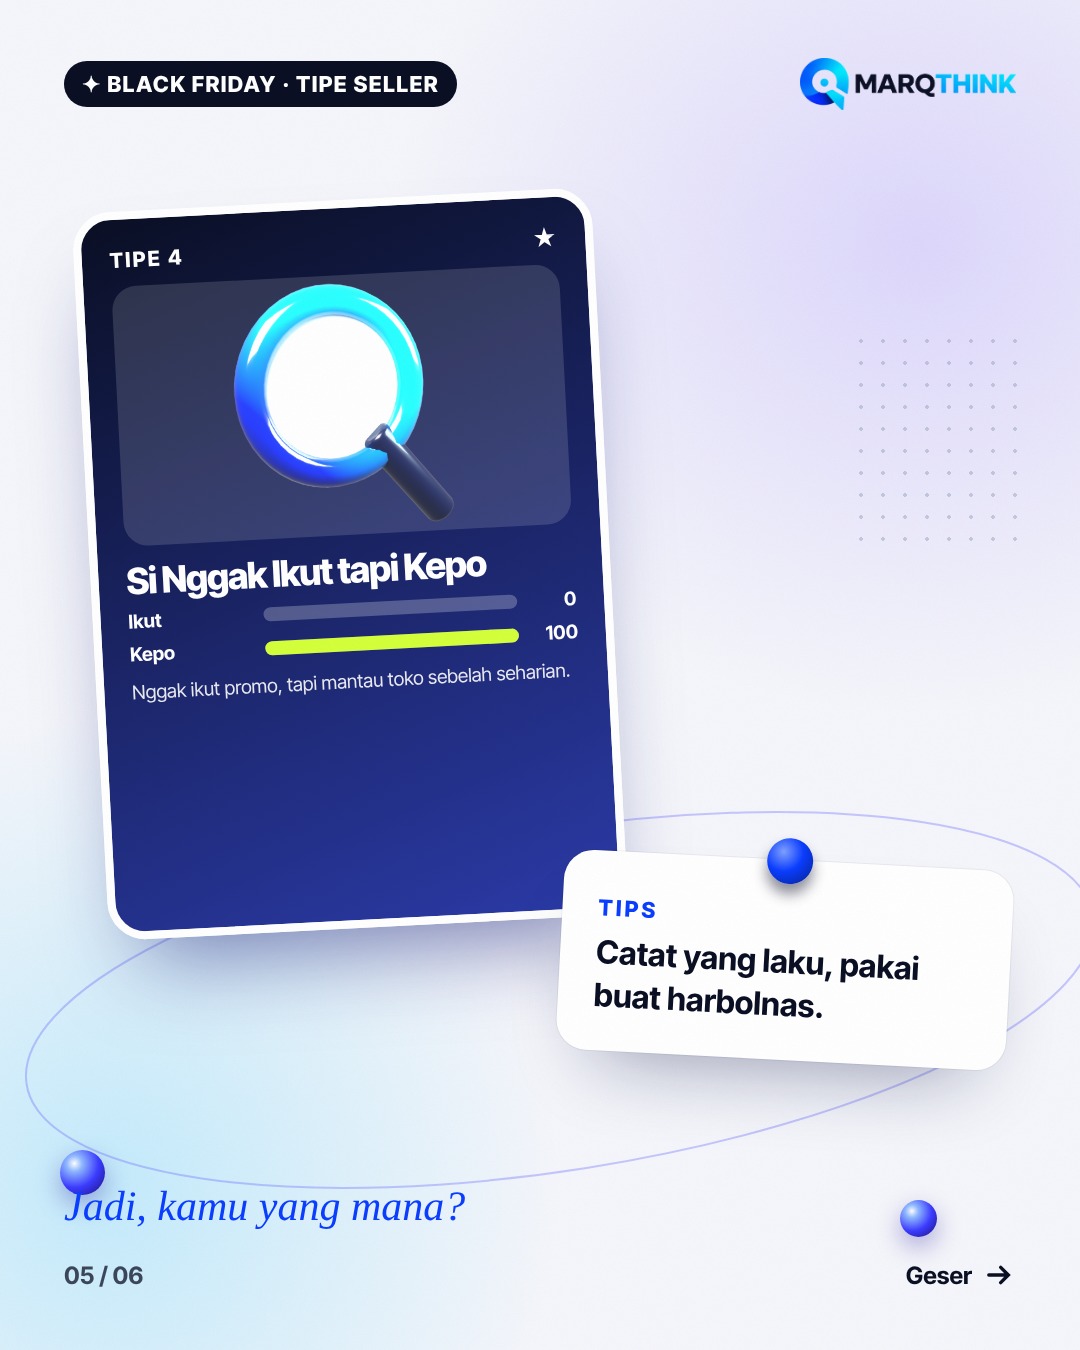 ✦ BLACK FRIDAY · TIPE SELLER
MARQTHINK
TIPE 4
★
Si Nggak Ikut tapi Kepo
Ikut 0
Kepo 100
Nggak ikut promo, tapi mantau toko sebelah seharian.
TIPS
Catat yang laku, pakai
buat harbolnas.
Jadi, kamu yang mana?
05 / 06
Geser →